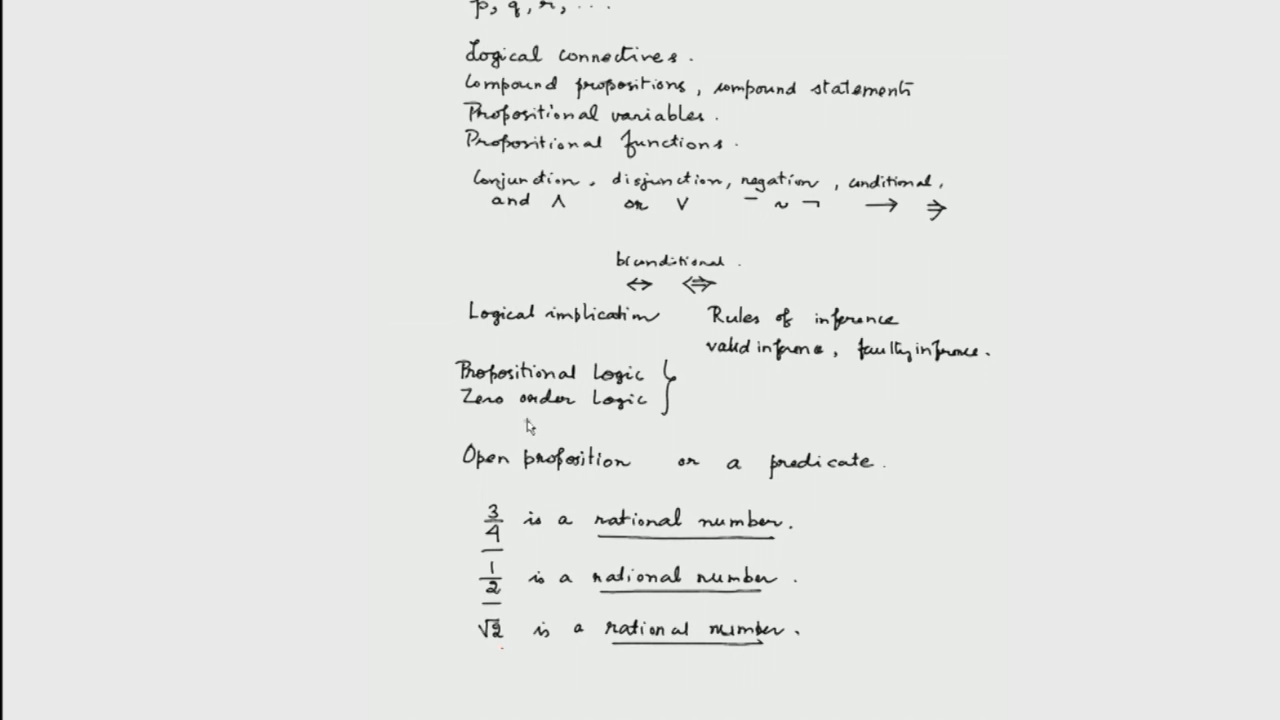 p, q, r, ...
Logical connectives.
Compound propositions, compound statements
Propositional variables.
Propositional functions.
Conjunction, disjunction, negation, conditional,
and ∧ or ∨ ‾ ~ ¬ → ⇒
biconditional.
↔ ⇔
Logical implication Rules of inference
valid inference, faulty inference.
Propositional Logic }
Zero order Logic
Open proposition or a predicate.
3/4 is a rational number.
1/2 is a rational number.
√2 is a rational number.